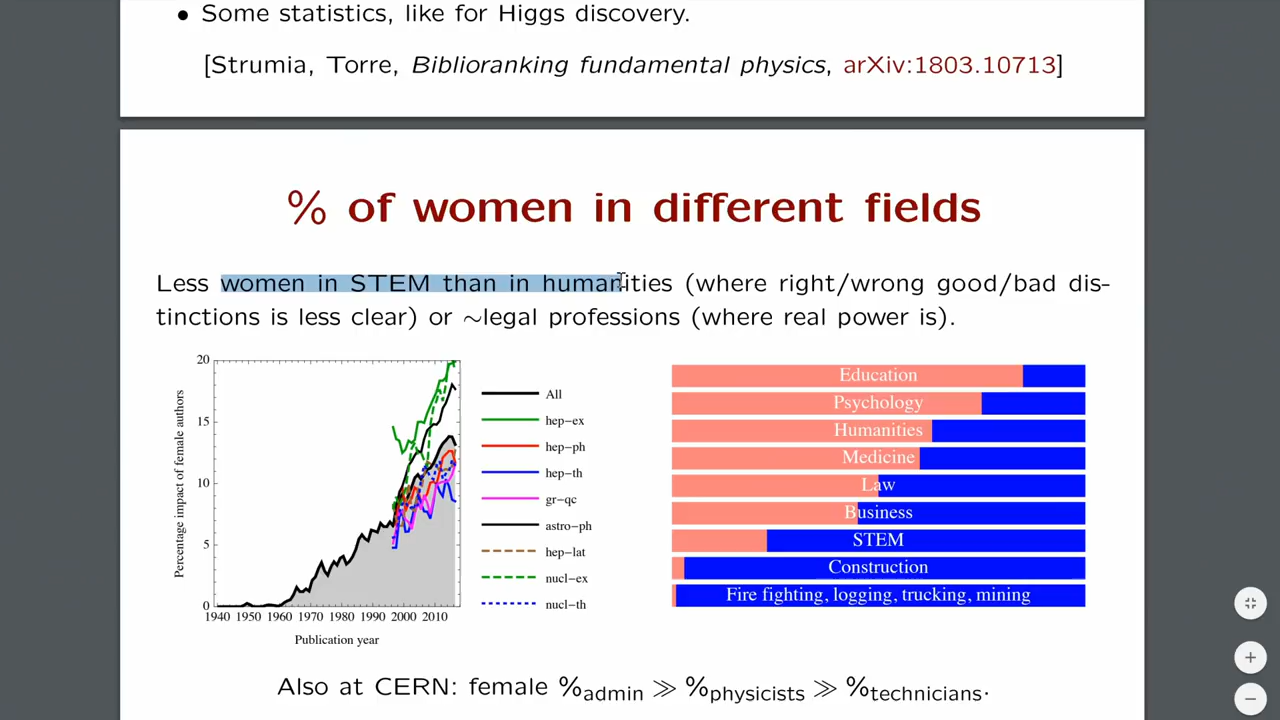 • Some statistics, like for Higgs discovery.
[Strumia, Torre, Biblioranking fundamental physics, arXiv:1803.10713]
% of women in different fields
Less women in STEM than in humanities (where right/wrong good/bad dis-
tinctions is less clear) or ∼legal professions (where real power is).
Percentage impact of female authors
20
15
10
5
0
1940 1950 1960 1970 1980 1990 2000 2010
Publication year
All
hep−ex
hep−ph
hep−th
gr−qc
astro−ph
hep−lat
nucl−ex
nucl−th
Education
Psychology
Humanities
Medicine
Law
Business
STEM
Construction
Fire fighting, logging, trucking, mining
Also at CERN: female %admin ≫ %physicists ≫ %technicians.